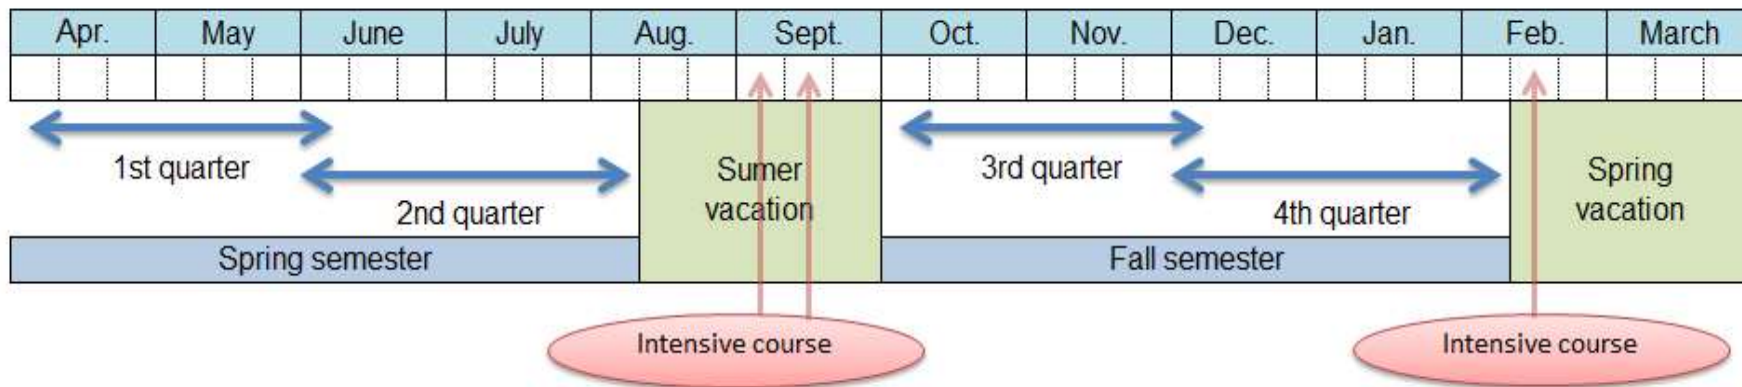 Apr. May June July Aug. Sept. Oct. Nov. Dec. Jan. Feb. March
1st quarter
2nd quarter
Sumer
vacation
3rd quarter
4th quarter
Spring
vacation
Spring semester
Fall semester
Intensive course
Intensive course